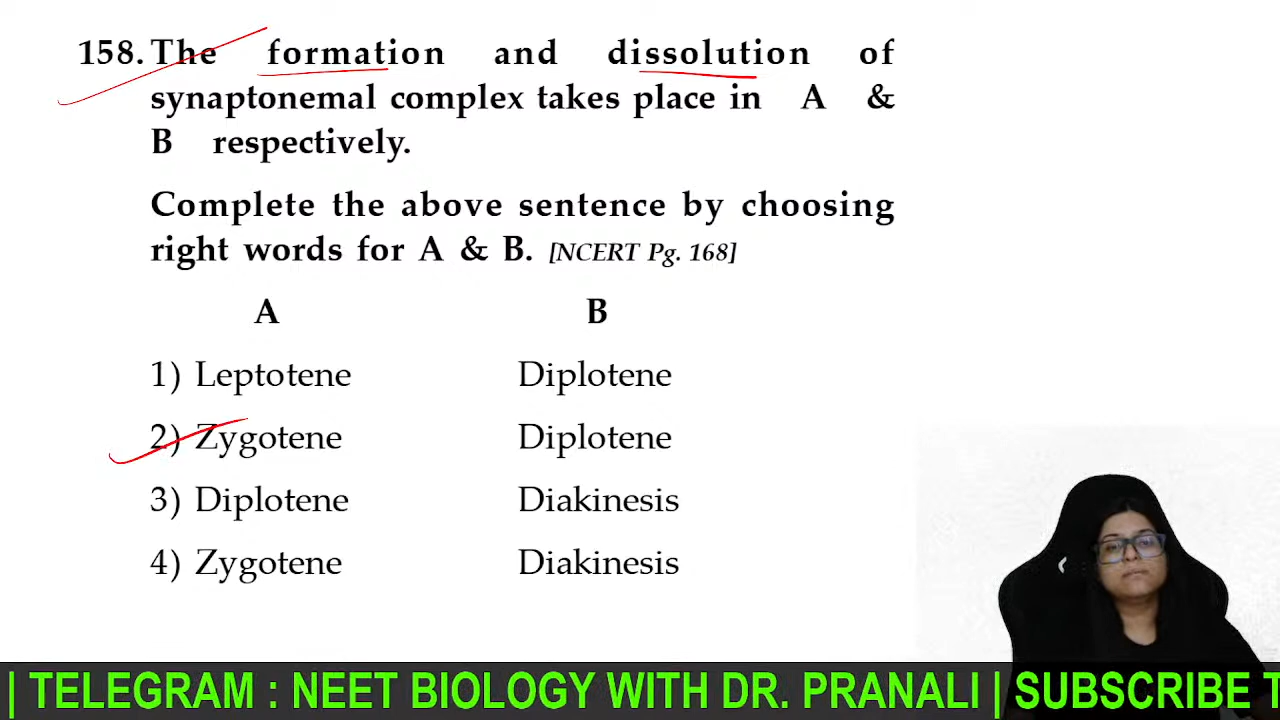 158. The formation and dissolution of
synaptonemal complex takes place in A &
B respectively.
Complete the above sentence by choosing
right words for A & B. [NCERT Pg. 168]
A B
1) Leptotene Diplotene
2) Zygotene Diplotene
3) Diplotene Diakinesis
4) Zygotene Diakinesis
| TELEGRAM : NEET BIOLOGY WITH DR. PRANALI | SUBSCRIBE T